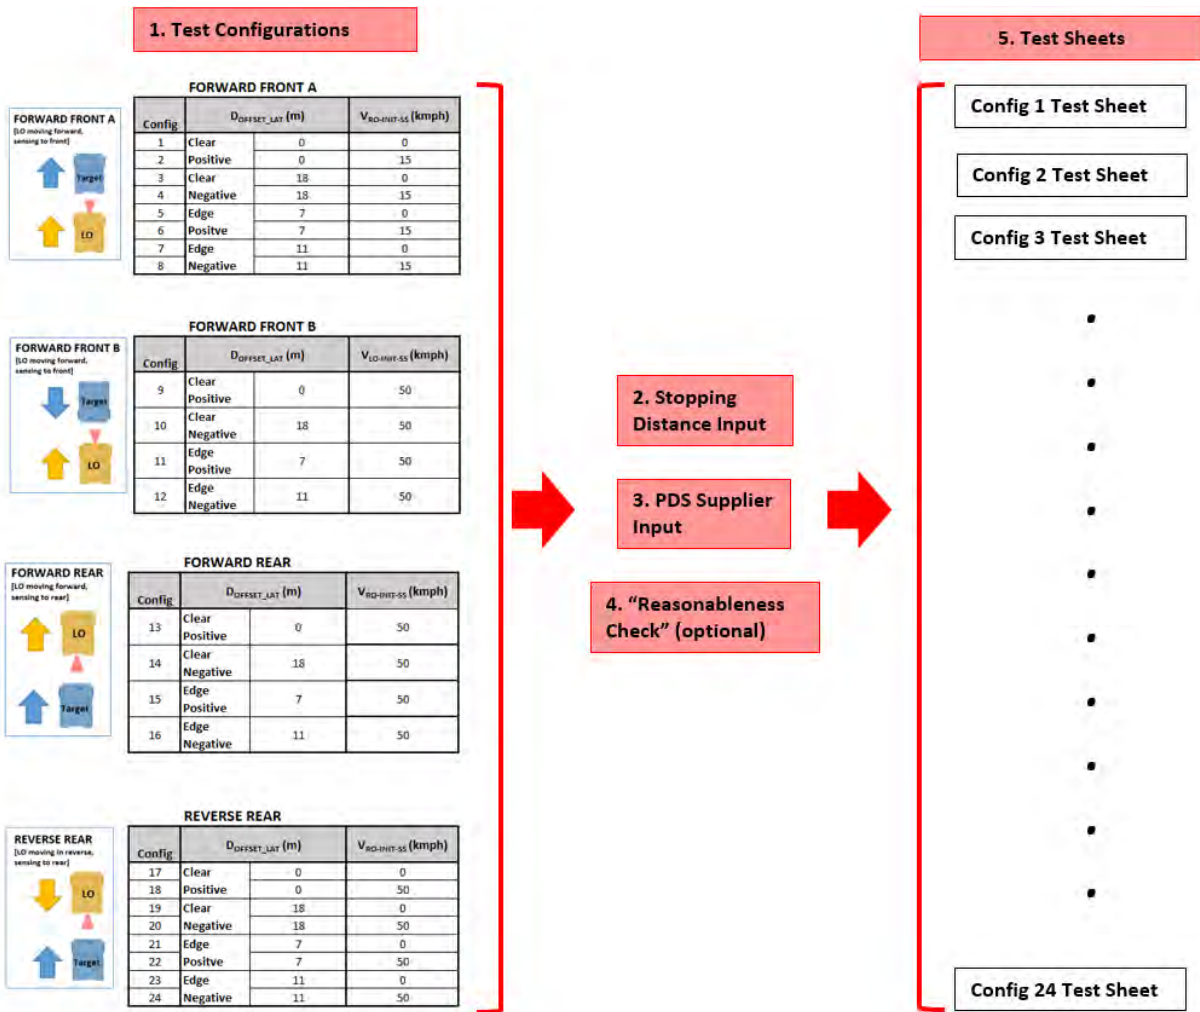 1. Test Configurations
5. Test Sheets
FORWARD FRONT A
FORWARD FRONT A
[LO moving forward,
sensing to front]
Target
LO
Config DOFFSET_LAT (m) VRO-INIT-SS (kmph)
1 Clear 0 0
2 Positive 0 15
3 Clear 18 0
4 Negative 18 15
5 Edge 7 0
6 Positve 7 15
7 Edge 11 0
8 Negative 11 15
FORWARD FRONT B
FORWARD FRONT B
[LO moving forward,
sensing to front]
Target
LO
Config DOFFSET_LAT (m) VLO-INIT-SS (kmph)
9 Clear Positive 0 50
10 Clear Negative 18 50
11 Edge Positive 7 50
12 Edge Negative 11 50
FORWARD REAR
FORWARD REAR
[LO moving forward,
sensing to rear]
LO
Target
Config DOFFSET_LAT (m) VRO-INIT-SS (kmph)
13 Clear Positive 0 50
14 Clear Negative 18 50
15 Edge Positive 7 50
16 Edge Negative 11 50
REVERSE REAR
REVERSE REAR
[LO moving in reverse,
sensing to rear]
LO
Target
Config DOFFSET_LAT (m) VRO-INIT-SS (kmph)
17 Clear 0 0
18 Positive 0 50
19 Clear 18 0
20 Negative 18 50
21 Edge 7 0
22 Positve 7 50
23 Edge 11 0
24 Negative 11 50
2. Stopping
Distance Input
3. PDS Supplier
Input
4. “Reasonableness
Check” (optional)
Config 1 Test Sheet
Config 2 Test Sheet
Config 3 Test Sheet
Config 24 Test Sheet